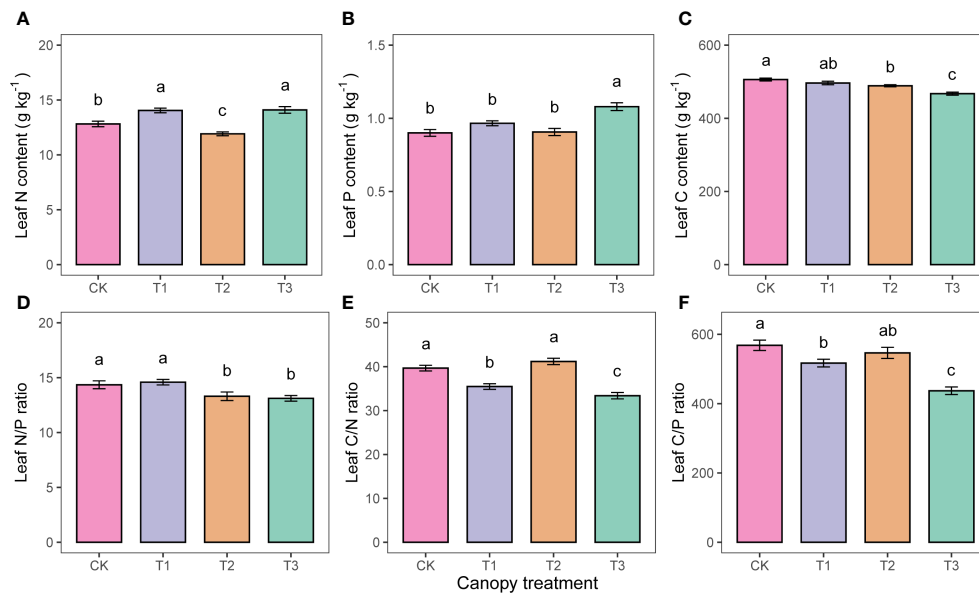 A
Leaf N content (g kg⁻¹)
20
15
10
5
0
b
a
c
a
CK T1 T2 T3
B
Leaf P content (g kg⁻¹)
1.5
1.0
0.5
0.0
b
b
b
a
CK T1 T2 T3
C
Leaf C content (g kg⁻¹)
600
400
200
0
a
ab
b
c
CK T1 T2 T3
D
Leaf N/P ratio
20
15
10
5
0
a
a
b
b
CK T1 T2 T3
E
Leaf C/N ratio
50
40
30
20
10
0
a
b
a
c
CK T1 T2 T3
F
Leaf C/P ratio
600
400
200
0
a
b
ab
c
CK T1 T2 T3
Canopy treatment